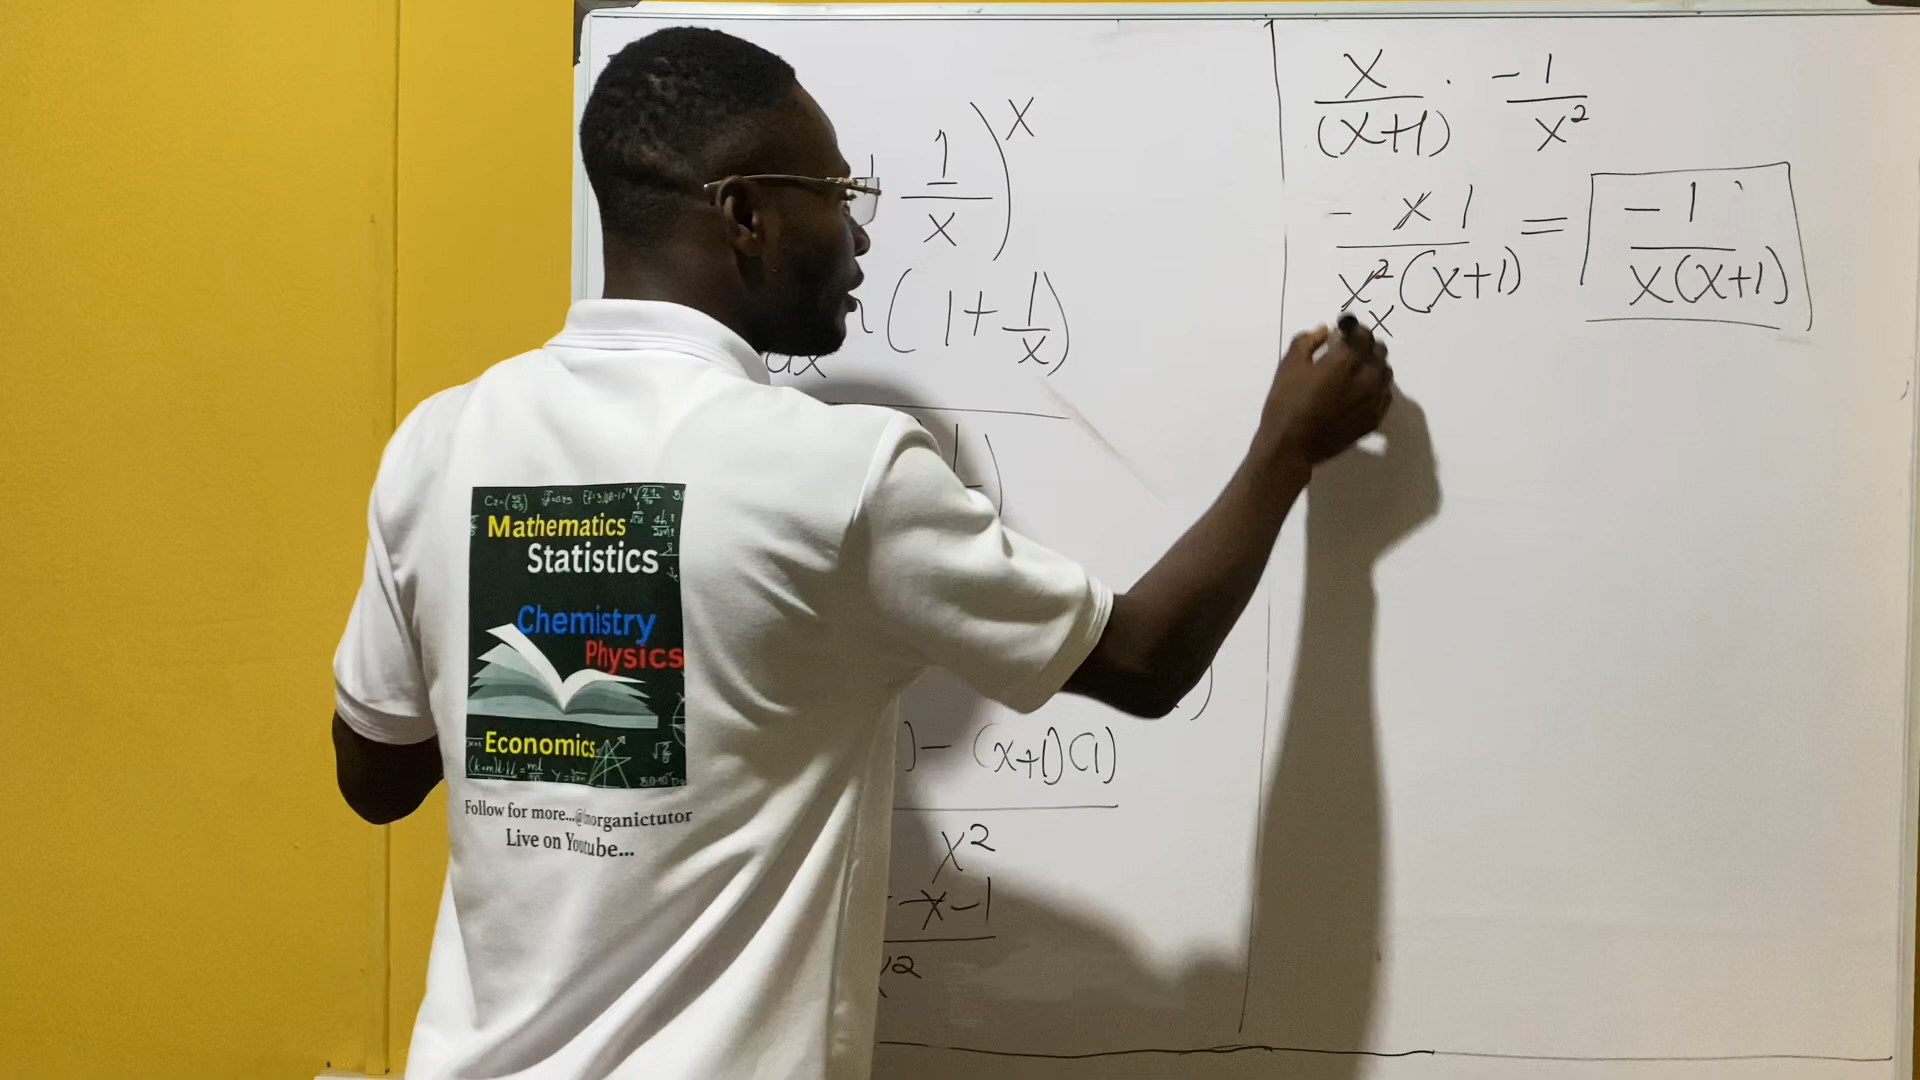 1/x)^x
(1 + 1/x)
dx
) - (x+1)(1)
x²
-x-1
x/(x+1) · -1/x²
- x 1/x²(x+1) = -1/x(x+1)
x
Mathematics
Statistics
Chemistry
Physics
Economics
Follow for more...@inorganictutor
Live on Youtube...